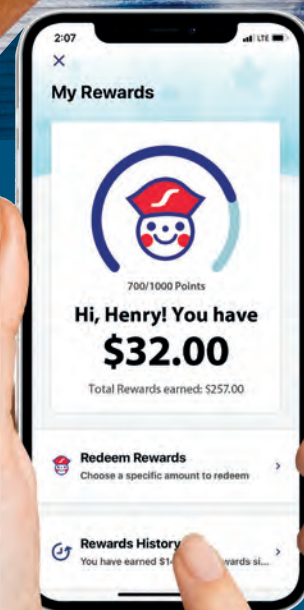 2:07
LTE
×
My Rewards
700/1000 Points
Hi, Henry! You have
$32.00
Total Rewards earned: $257.00
Redeem Rewards
Choose a specific amount to redeem
Rewards History
You have earned si...